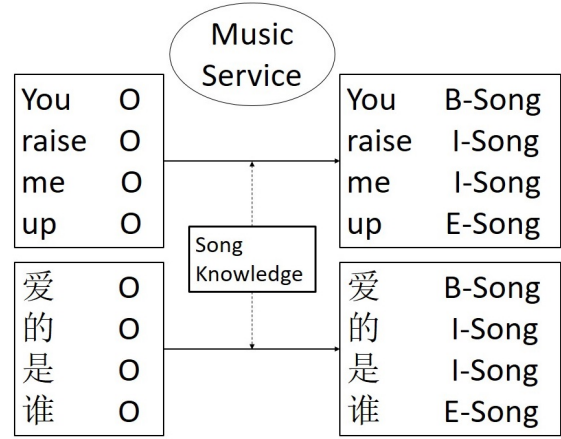 Music
Service
You O
raise O
me O
up O
You B-Song
raise I-Song
me I-Song
up E-Song
Song
Knowledge
爱 O
的 O
是 O
谁 O
爱 B-Song
的 I-Song
是 I-Song
谁 E-Song